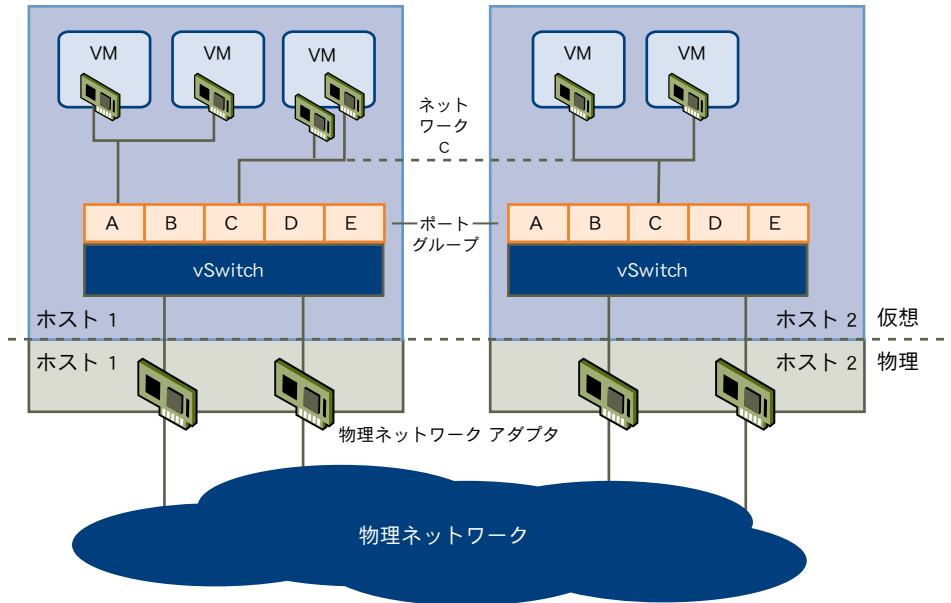 VM
VM
VM
VM
VM
ネット
ワーク
C
A B C D E
ポート
グループ
A B C D E
vSwitch
vSwitch
ホスト 1
ホスト 2
仮想
ホスト 1
ホスト 2
物理
物理ネットワーク アダプタ
物理ネットワーク